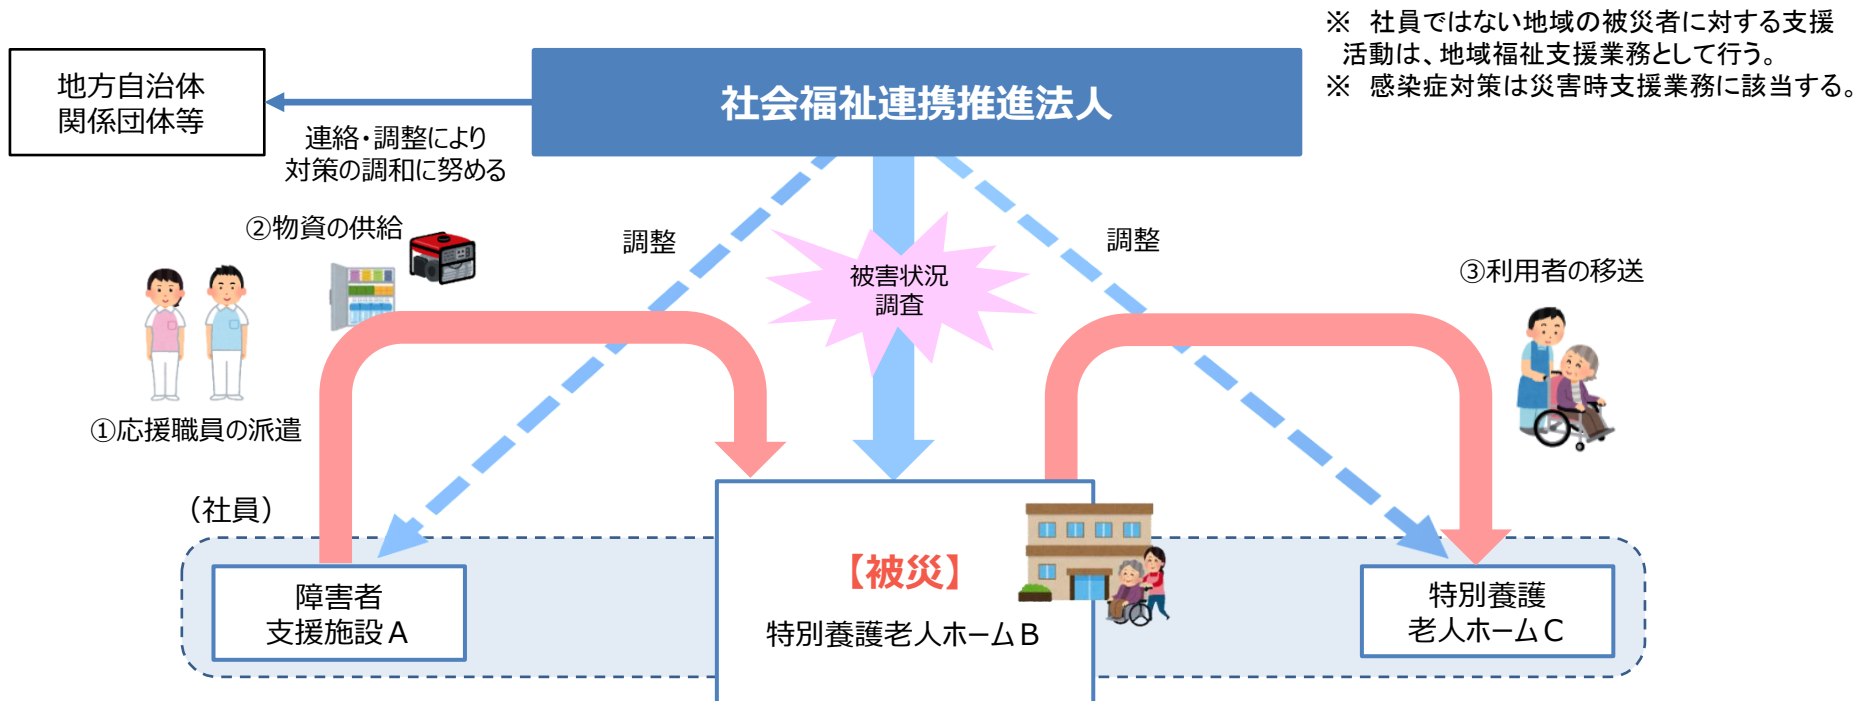 ※　社員ではない地域の被災者に対する支援
活動は、地域福祉支援業務として行う。
※　感染症対策は災害時支援業務に該当する。
地方自治体
関係団体等
社会福祉連携推進法人
連絡・調整により
対策の調和に努める
②物資の供給
調整
調整
被害状況
調査
③利用者の移送
①応援職員の派遣
（社員）
障害者
支援施設Ａ
【被災】
特別養護老人ホームＢ
特別養護
老人ホームＣ